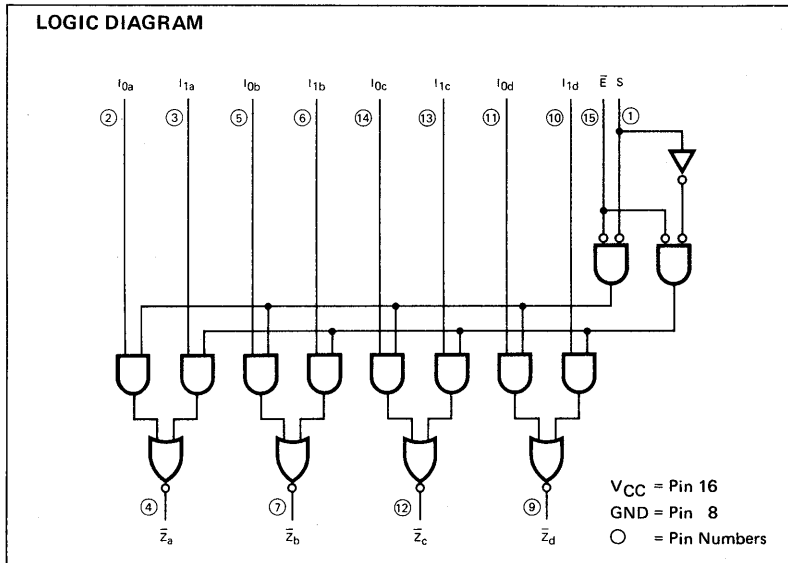 LOGIC DIAGRAM
I0a I1a I0b I1b I0c I1c I0d I1d E̅ S
2 3 5 6 14 13 11 10 15 1
4 7 12 9
Z̅a Z̅b Z̅c Z̅d
VCC = Pin 16
GND = Pin 8
○ = Pin Numbers